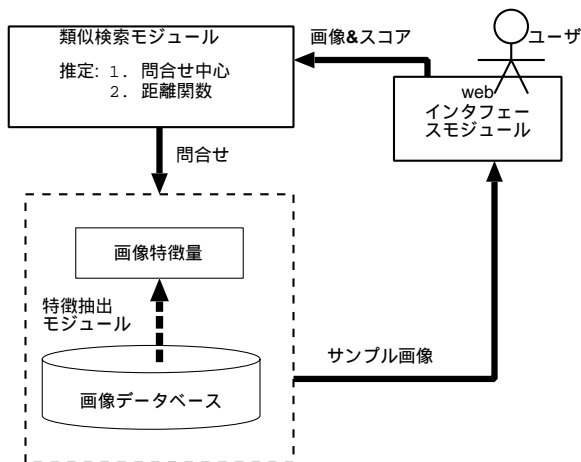 類似検索モジュール
推定: 1. 問合せ中心
2. 距離関数
画像&スコア
ユーザ
web
インタフェー
スモジュール
問合せ
画像特徴量
特徴抽出
モジュール
画像データベース
サンプル画像